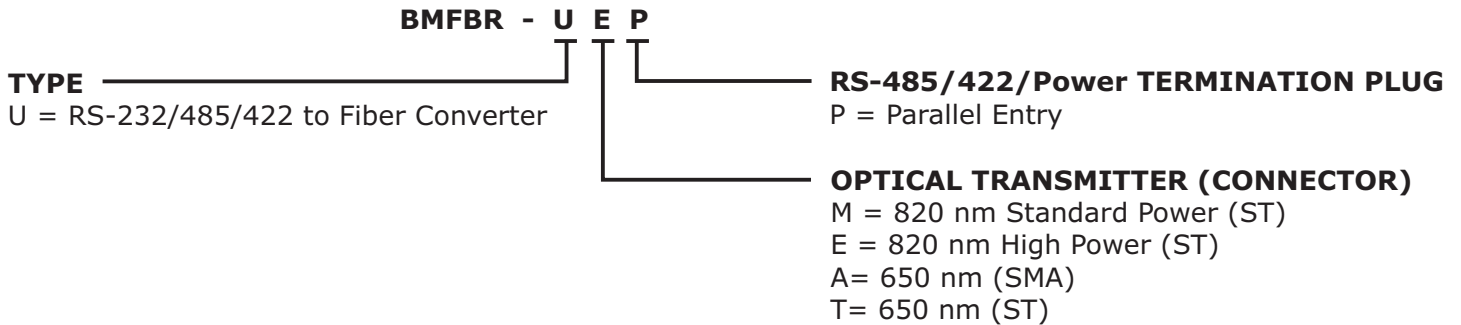 BMFBR - U E P
TYPE
U = RS-232/485/422 to Fiber Converter
RS-485/422/Power TERMINATION PLUG
P = Parallel Entry
OPTICAL TRANSMITTER (CONNECTOR)
M = 820 nm Standard Power (ST)
E = 820 nm High Power (ST)
A= 650 nm (SMA)
T= 650 nm (ST)